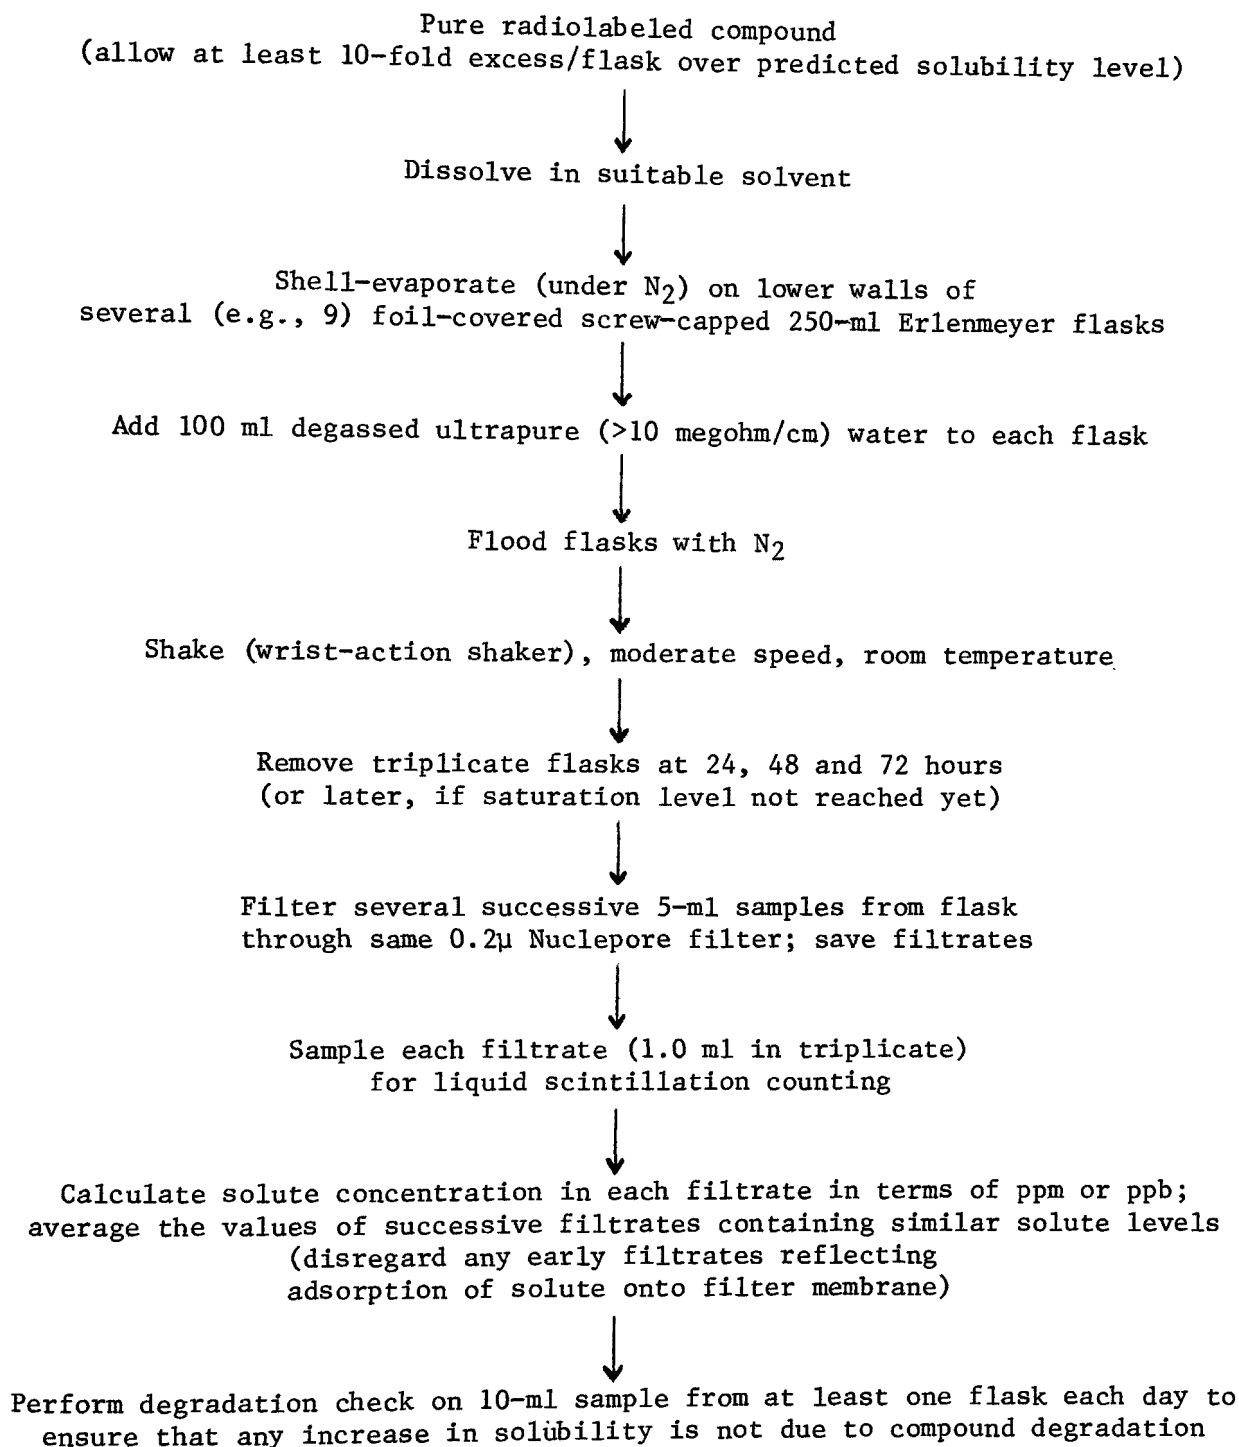 Pure radiolabeled compound
(allow at least 10-fold excess/flask over predicted solubility level)
Dissolve in suitable solvent
Shell-evaporate (under N2) on lower walls of
several (e.g., 9) foil-covered screw-capped 250-ml Erlenmeyer flasks
Add 100 ml degassed ultrapure (>10 megohm/cm) water to each flask
Flood flasks with N2
Shake (wrist-action shaker), moderate speed, room temperature
Remove triplicate flasks at 24, 48 and 72 hours
(or later, if saturation level not reached yet)
Filter several successive 5-ml samples from flask
through same 0.2µ Nuclepore filter; save filtrates
Sample each filtrate (1.0 ml in triplicate)
for liquid scintillation counting
Calculate solute concentration in each filtrate in terms of ppm or ppb;
average the values of successive filtrates containing similar solute levels
(disregard any early filtrates reflecting
adsorption of solute onto filter membrane)
Perform degradation check on 10-ml sample from at least one flask each day to
ensure that any increase in solubility is not due to compound degradation